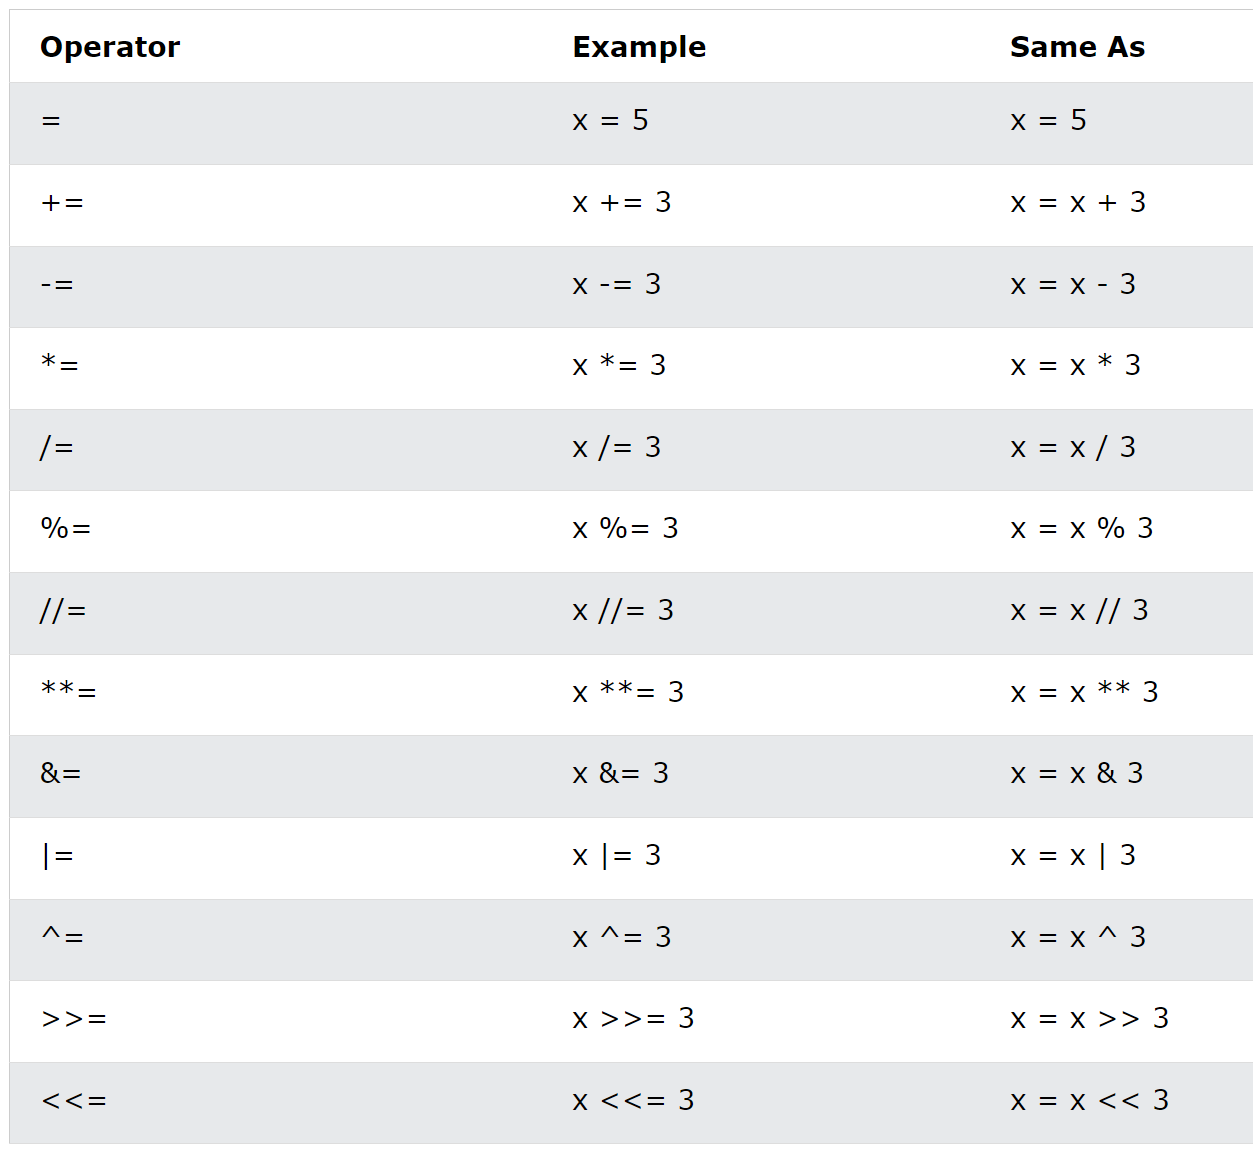 Operator Example Same As
= x = 5 x = 5
+= x += 3 x = x + 3
-= x -= 3 x = x - 3
*= x *= 3 x = x * 3
/= x /= 3 x = x / 3
%= x %= 3 x = x % 3
//= x //= 3 x = x // 3
**= x **= 3 x = x ** 3
&= x &= 3 x = x & 3
|= x |= 3 x = x | 3
^= x ^= 3 x = x ^ 3
>>= x >>= 3 x = x >> 3
<<= x <<= 3 x = x << 3